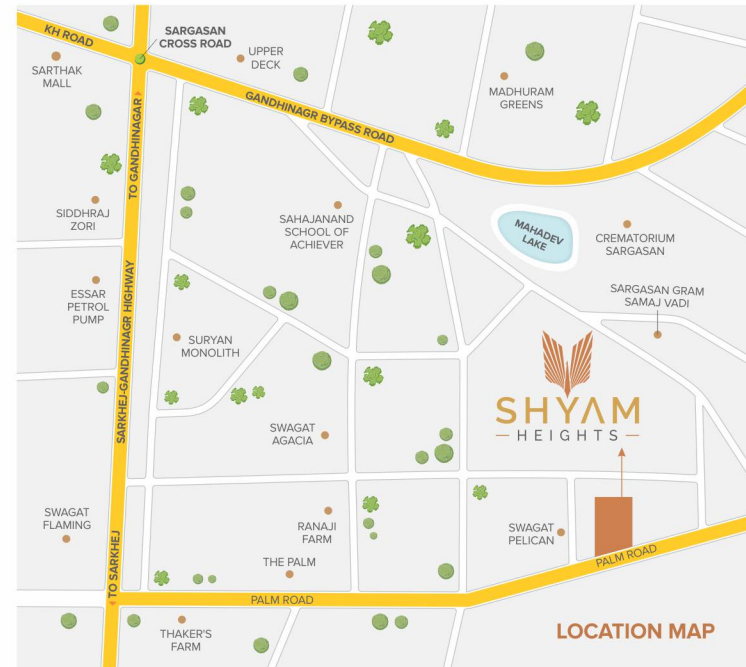 KH ROAD
SARGASAN
CROSS ROAD
UPPER
DECK
SARTHAK
MALL
MADHURAM
GREENS
GANDHINAGR BYPASS ROAD
TO GANDHINAGAR
SIDDHRAJ
ZORI
SAHAJANAND
SCHOOL OF
ACHIEVER
MAHADEV
LAKE
CREMATORIUM
SARGASAN
ESSAR
PETROL
PUMP
SARKHEJ-GANDHINAGR HIGHWAY
SARGASAN GRAM
SAMAJ VADI
SURYAN
MONOLITH
SHYAM
HEIGHTS
SWAGAT
AGACIA
SWAGAT
FLAMING
RANAJI
FARM
SWAGAT
PELICAN
THE PALM
PALM ROAD
TO SARKHEJ
PALM ROAD
THAKER'S
FARM
LOCATION MAP